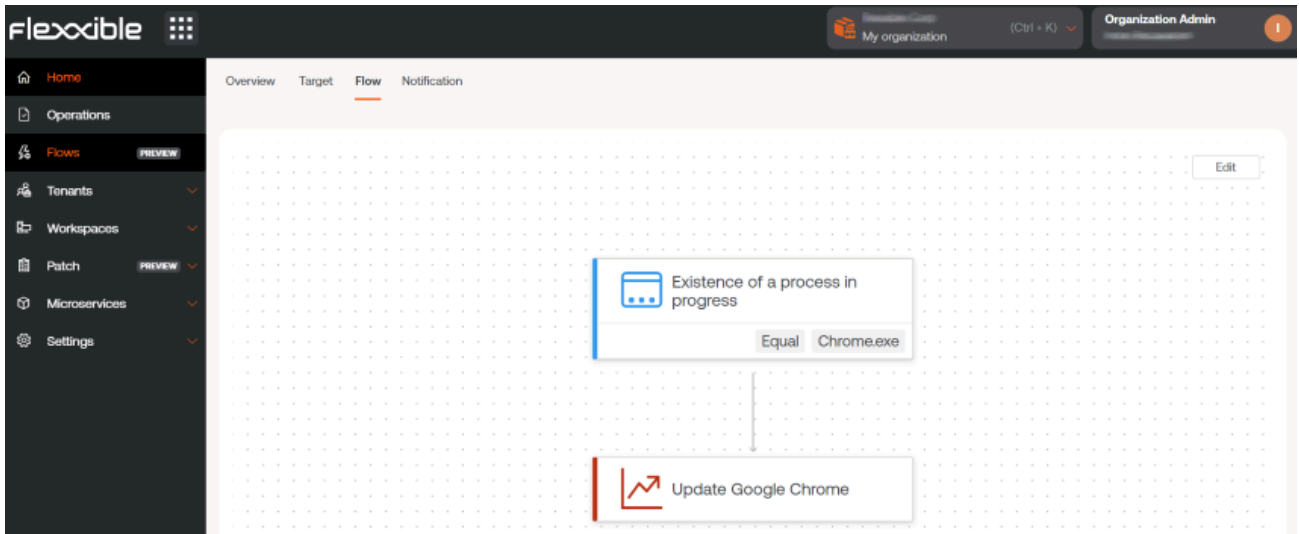 Flexxible
My organization
(Ctrl + K)
Organization Admin
I
Home
Operations
Flows PREVIEW
Tenants
Workspaces
Patch PREVIEW
Microservices
Settings
Overview Target Flow Notification
Edit
Existence of a process in
progress
Equal Chrome.exe
Update Google Chrome